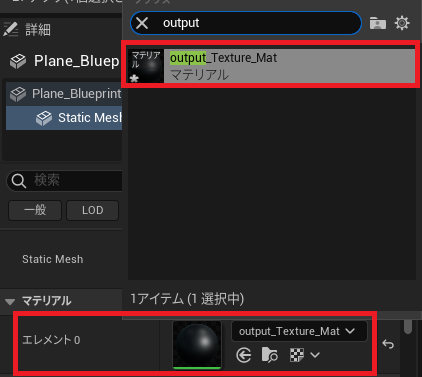 詳細
output
Plane_Bluep
output_Texture_Mat
マテリアル
マテリア
ル
Plane_Blueprint
Static Mesh
検索
一般
LOD
Static Mesh
1アイテム (1 選択中)
マテリアル
エレメント 0
output_Texture_Mat